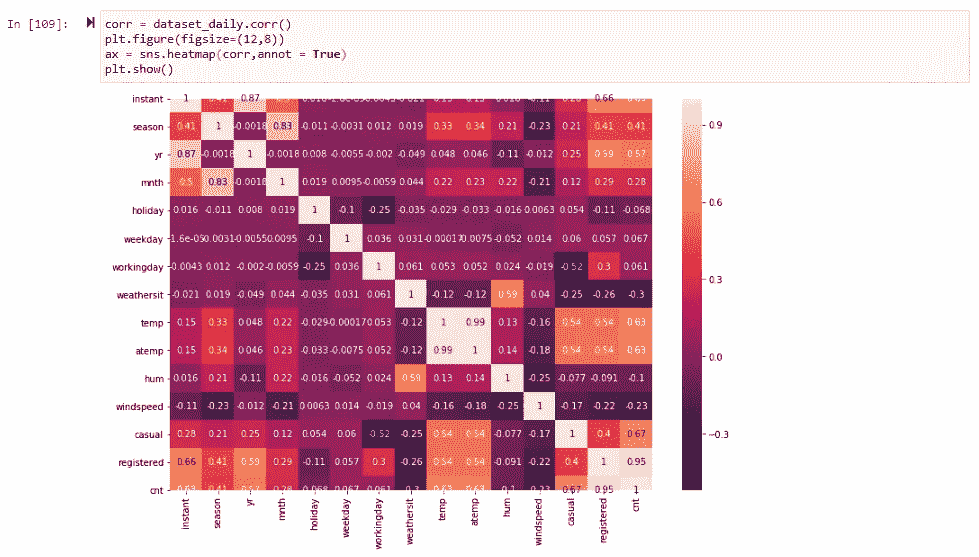 In [109]:
corr = dataset_daily.corr()
plt.figure(figsize=(12,8))
ax = sns.heatmap(corr,annot = True)
plt.show()
instant 1 0.87 0.66
season 0.41 1 -0.0018 0.83 -0.011 -0.0031 0.012 0.019 0.33 0.34 0.21 -0.23 0.21 0.41 0.41
0.9
yr 0.87 -0.0018 1 -0.0018 0.008 -0.0055 -0.002 -0.049 0.048 0.046 -0.11 -0.012 0.25 0.59 0.57
mnth 0.5 0.83 -0.0018 1 0.019 0.0095 -0.0059 0.044 0.22 0.23 0.22 -0.21 0.12 0.29 0.28
0.6
holiday 0.016 -0.011 0.008 0.019 1 -0.1 -0.25 -0.035 -0.029 -0.033 -0.016 0.0063 0.054 -0.11 -0.068
weekday 1.6e-05 -0.0031 -0.0055 0.0095 -0.1 1 0.036 0.031 -0.00017 -0.0075 -0.052 0.014 0.06 0.057 0.067
workingday -0.0043 0.012 -0.002 -0.0059 -0.25 0.036 1 0.061 0.053 0.052 0.024 -0.019 -0.52 0.3 0.061
0.3
weathersit -0.021 0.019 -0.049 0.044 -0.035 0.031 0.061 1 -0.12 -0.12 0.59 0.04 -0.25 -0.26 -0.3
temp 0.15 0.33 0.048 0.22 -0.029 -0.00017 0.053 -0.12 1 0.99 0.13 -0.16 0.54 0.54 0.63
atemp 0.15 0.34 0.046 0.23 -0.033 -0.0075 0.052 -0.12 0.99 1 0.14 -0.18 0.54 0.54 0.63
0.0
hum 0.016 0.21 -0.11 0.22 -0.016 -0.052 0.024 0.59 0.13 0.14 1 -0.25 -0.077 -0.091 -0.1
windspeed -0.11 -0.23 -0.012 -0.21 0.0063 0.014 -0.019 0.04 -0.16 -0.18 -0.25 1 -0.17 -0.22 -0.23
casual 0.28 0.21 0.25 0.12 0.054 0.06 -0.52 -0.25 0.54 0.54 -0.077 -0.17 1 0.4 0.67
-0.3
registered 0.66 0.41 0.59 0.29 -0.11 0.057 0.3 -0.26 0.54 0.54 -0.091 -0.22 0.4 1 0.95
cnt 0.67 0.95 1
instant season yr mnth holiday weekday workingday weathersit temp atemp hum windspeed casual registered cnt